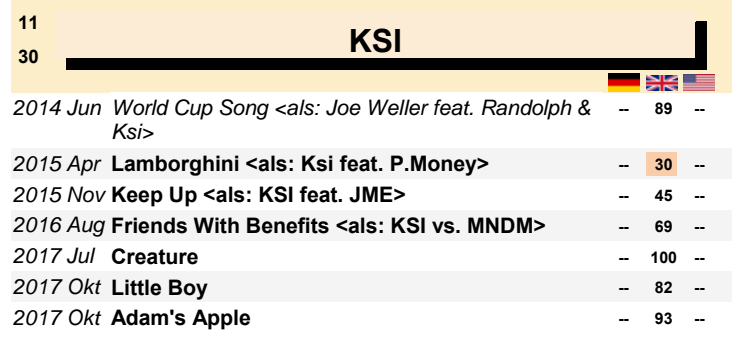 11
KSI
30
2014 Jun World Cup Song <als: Joe Weller feat. Randolph & -- 89 --
Ksi>
2015 Apr Lamborghini <als: Ksi feat. P.Money> -- 30 --
2015 Nov Keep Up <als: KSI feat. JME> -- 45 --
2016 Aug Friends With Benefits <als: KSI vs. MNDM> -- 69 --
2017 Jul Creature -- 100 --
2017 Okt Little Boy -- 82 --
2017 Okt Adam's Apple -- 93 --